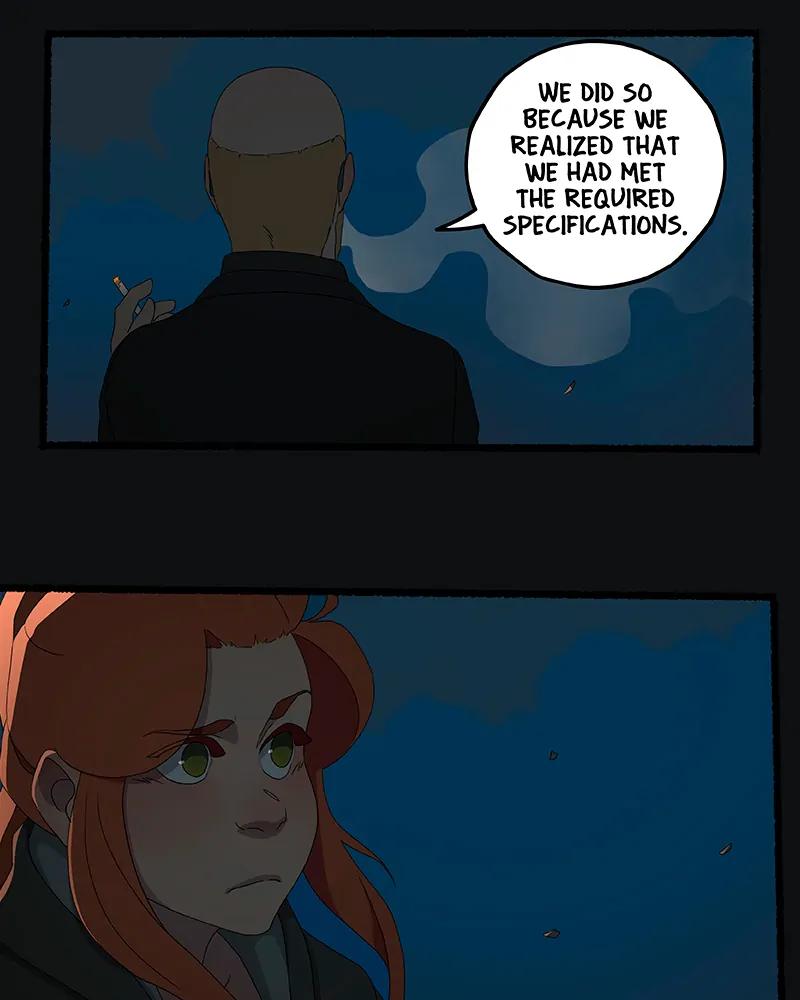 WE DID SO
BECAUSE WE
REALIZED THAT
WE HAD MET
THE REQUIRED
SPECIFICATIONS.